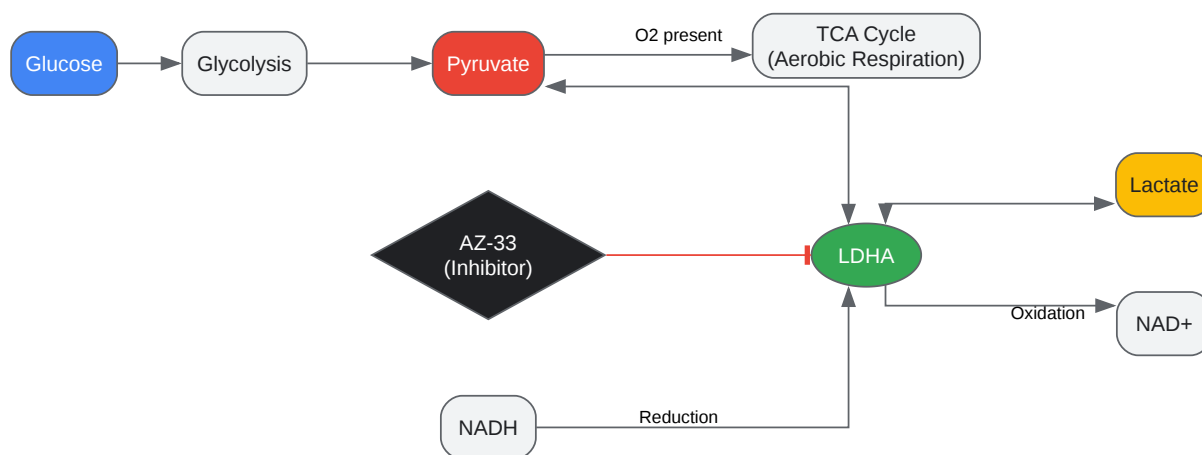 O2 present
TCA Cycle
(Aerobic Respiration)
Glucose
Glycolysis
Pyruvate
Lactate
AZ-33
(Inhibitor)
LDHA
Oxidation
NAD+
NADH
Reduction